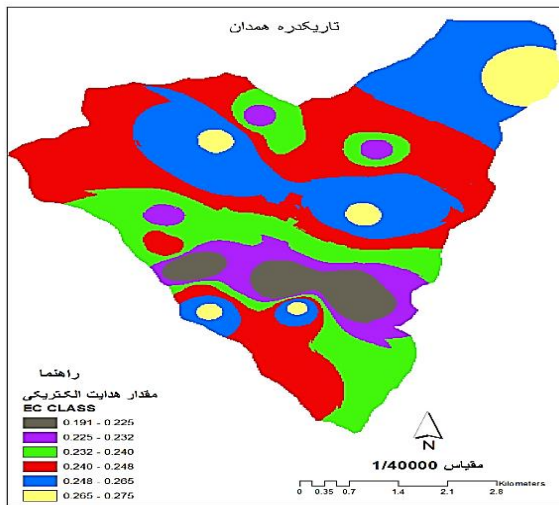 تاریکدره همدان
راهنما
مقدار هدایت الکتریکی
EC CLASS
0.191 - 0.225
0.225 - 0.232
0.232 - 0.240
0.240 - 0.248
0.248 - 0.265
0.265 - 0.275
N
مقیاس 1/40000
Kilometers
0 0.35 0.7 1.4 2.1 2.8